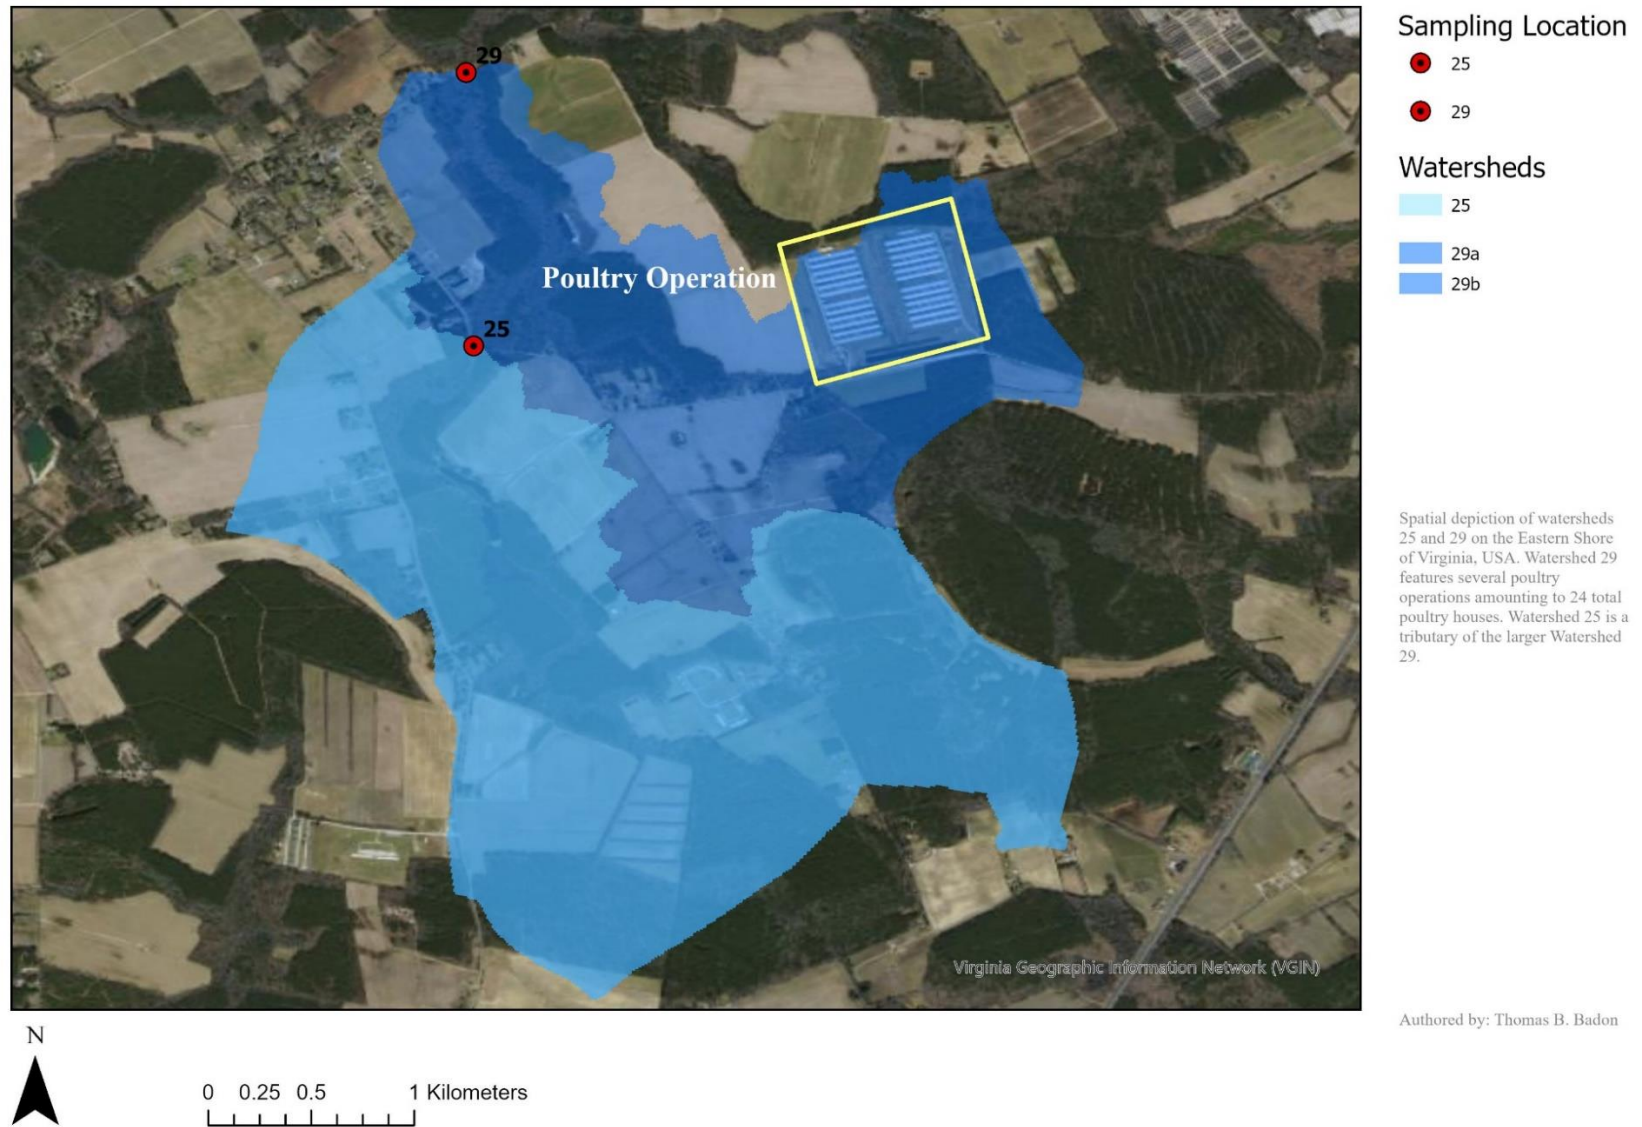 29
25
Poultry Operation
Virginia Geographic Information Network (VGIN)
Sampling Location
25
29
Watersheds
25
29a
29b
Spatial depiction of watersheds
25 and 29 on the Eastern Shore
of Virginia, USA. Watershed 29
features several poultry
operations amounting to 24 total
poultry houses. Watershed 25 is a
tributary of the larger Watershed
29.
Authored by: Thomas B. Badon
N
0 0.25 0.5 1 Kilometers